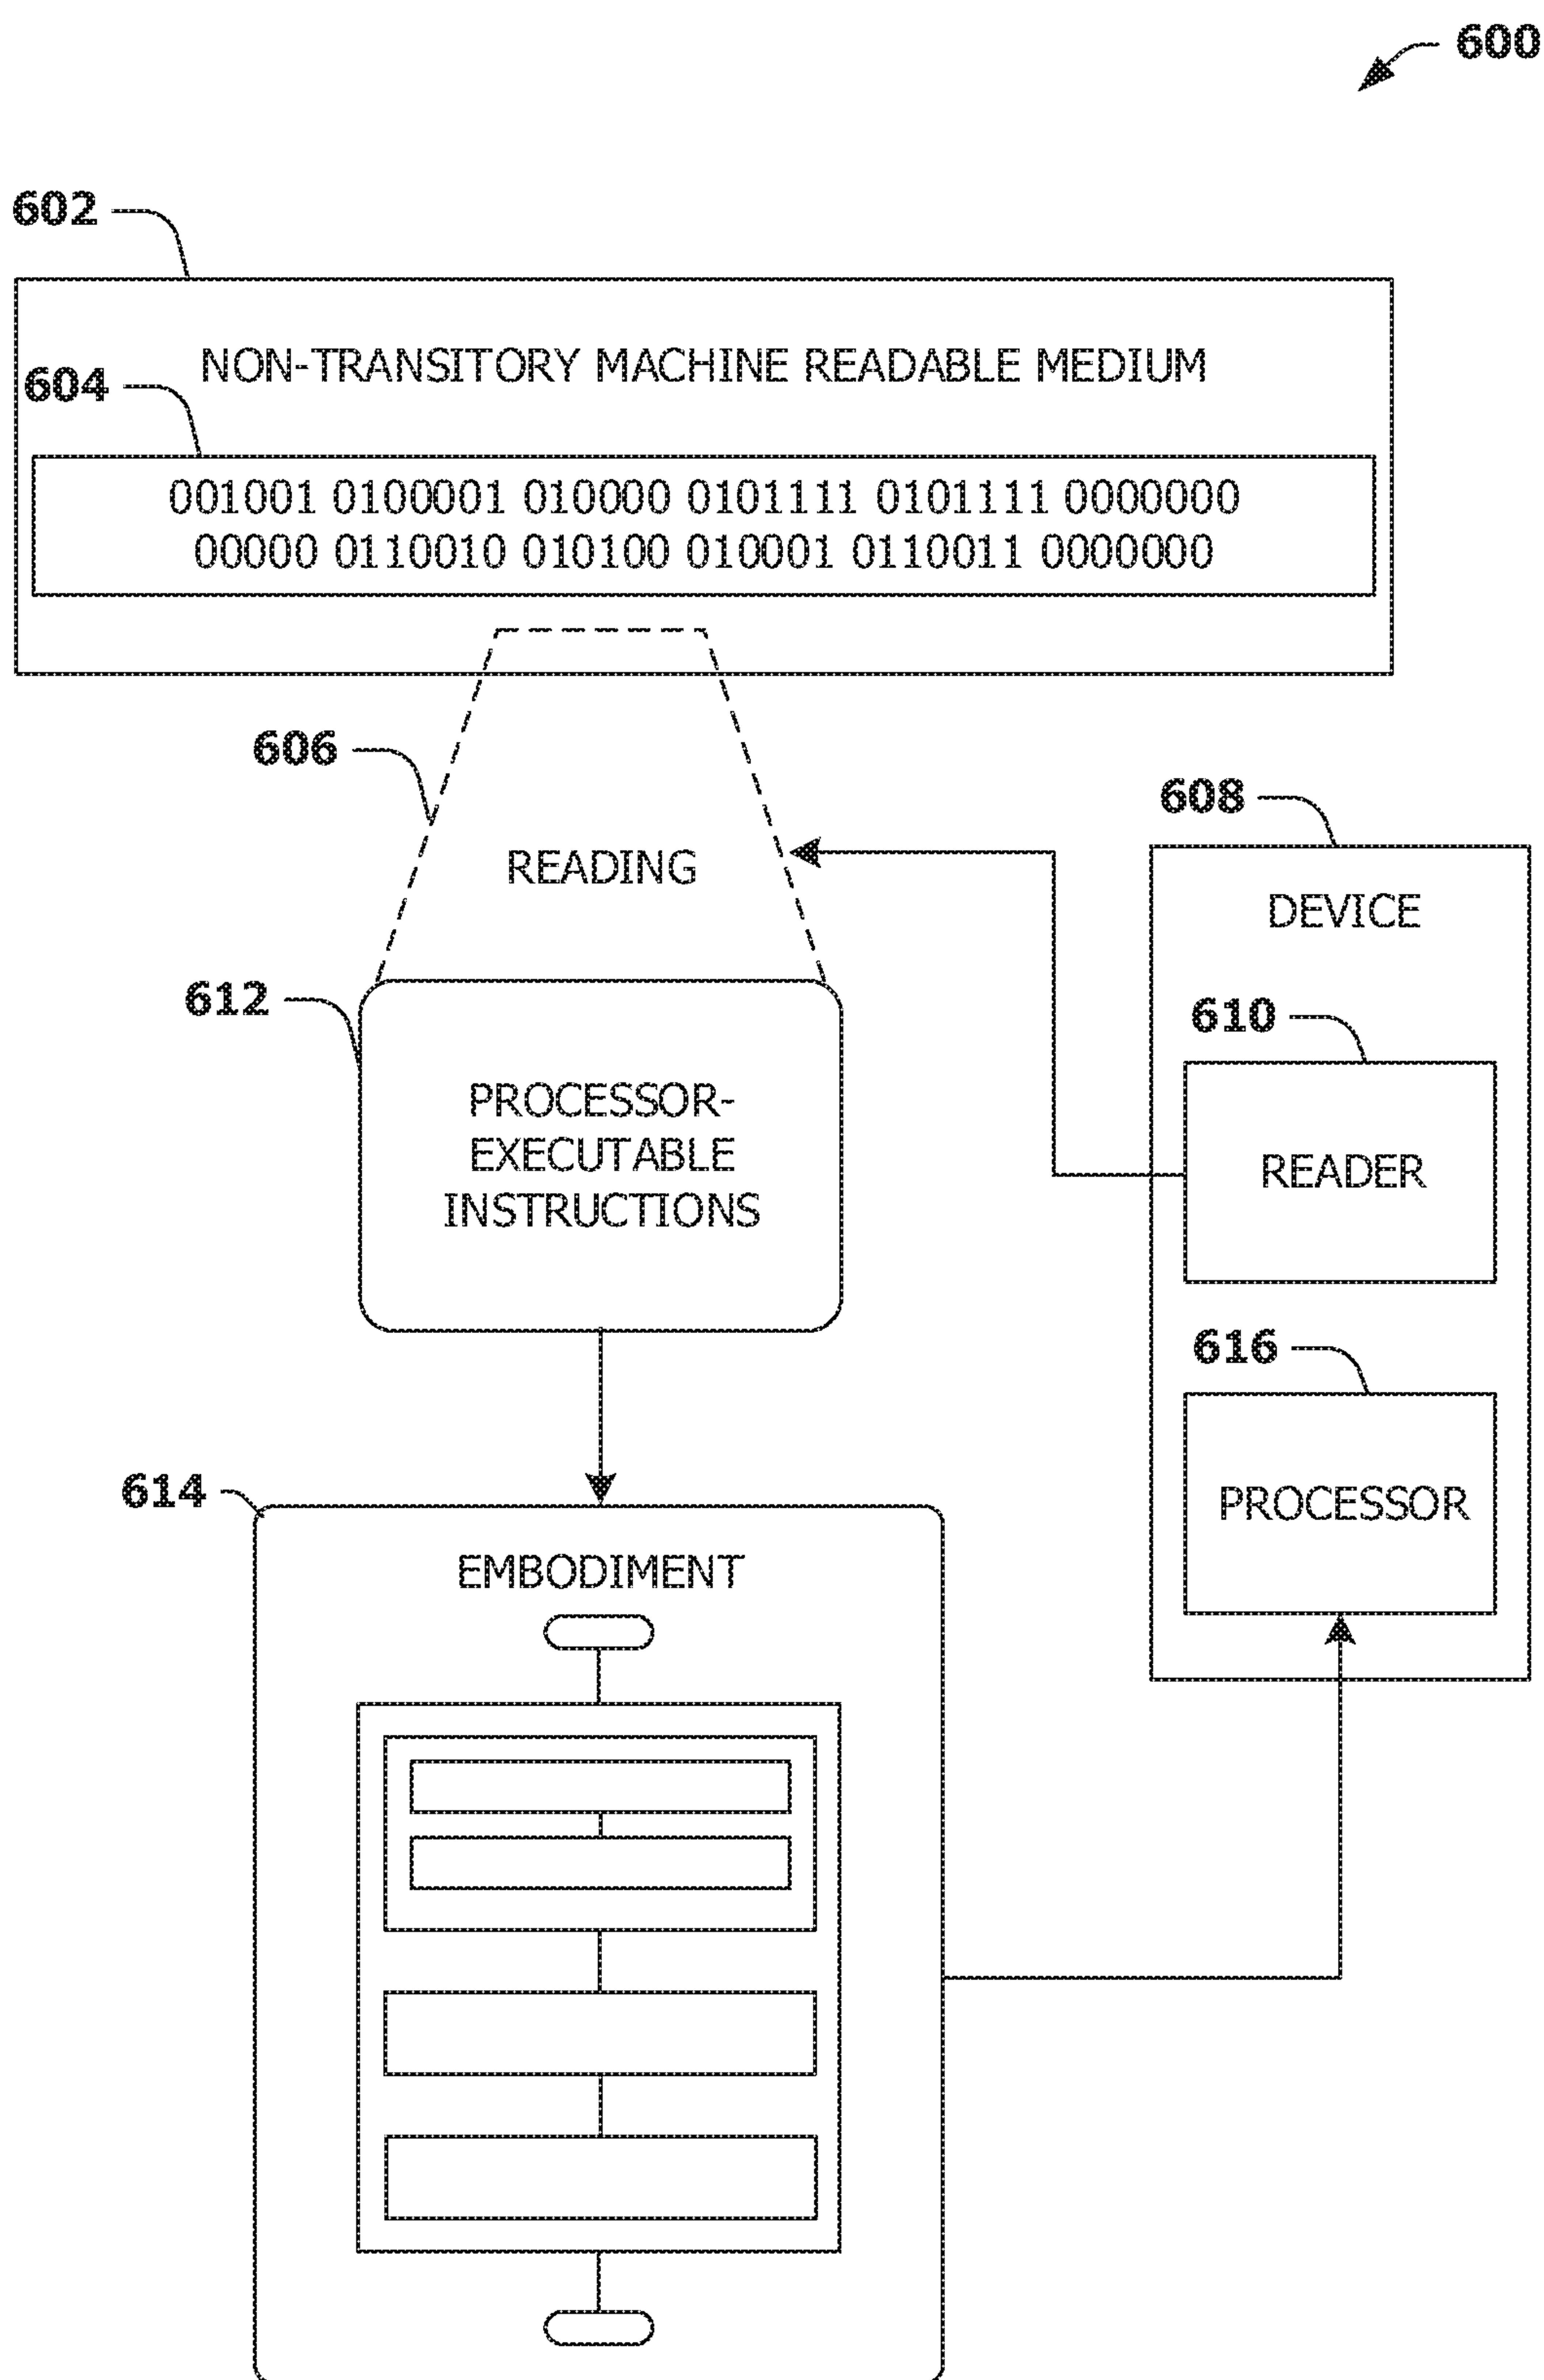 600
602
NON-TRANSITORY MACHINE READABLE MEDIUM
604
001001 0100001 010000 0101111 0101111 0000000
00000 0110010 010100 010001 0110011 0000000
606
READING
608
DEVICE
610
READER
612
PROCESSOR-
EXECUTABLE
INSTRUCTIONS
616
PROCESSOR
614
EMBODIMENT